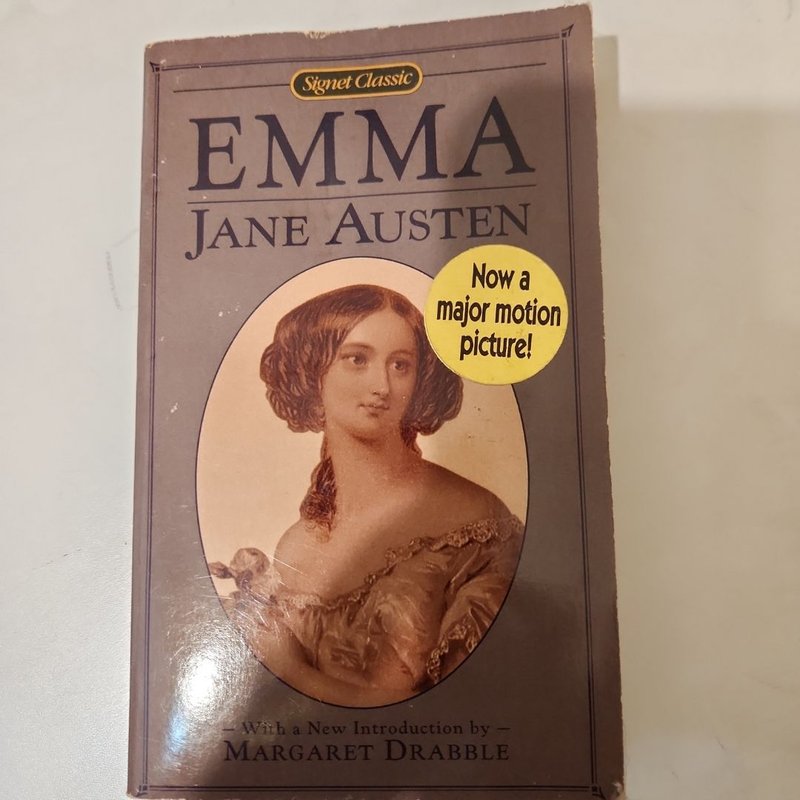 Signet Classic
EMMA
JANE AUSTEN
Now a
major motion
picture!
– With a New Introduction by –
MARGARET DRABBLE